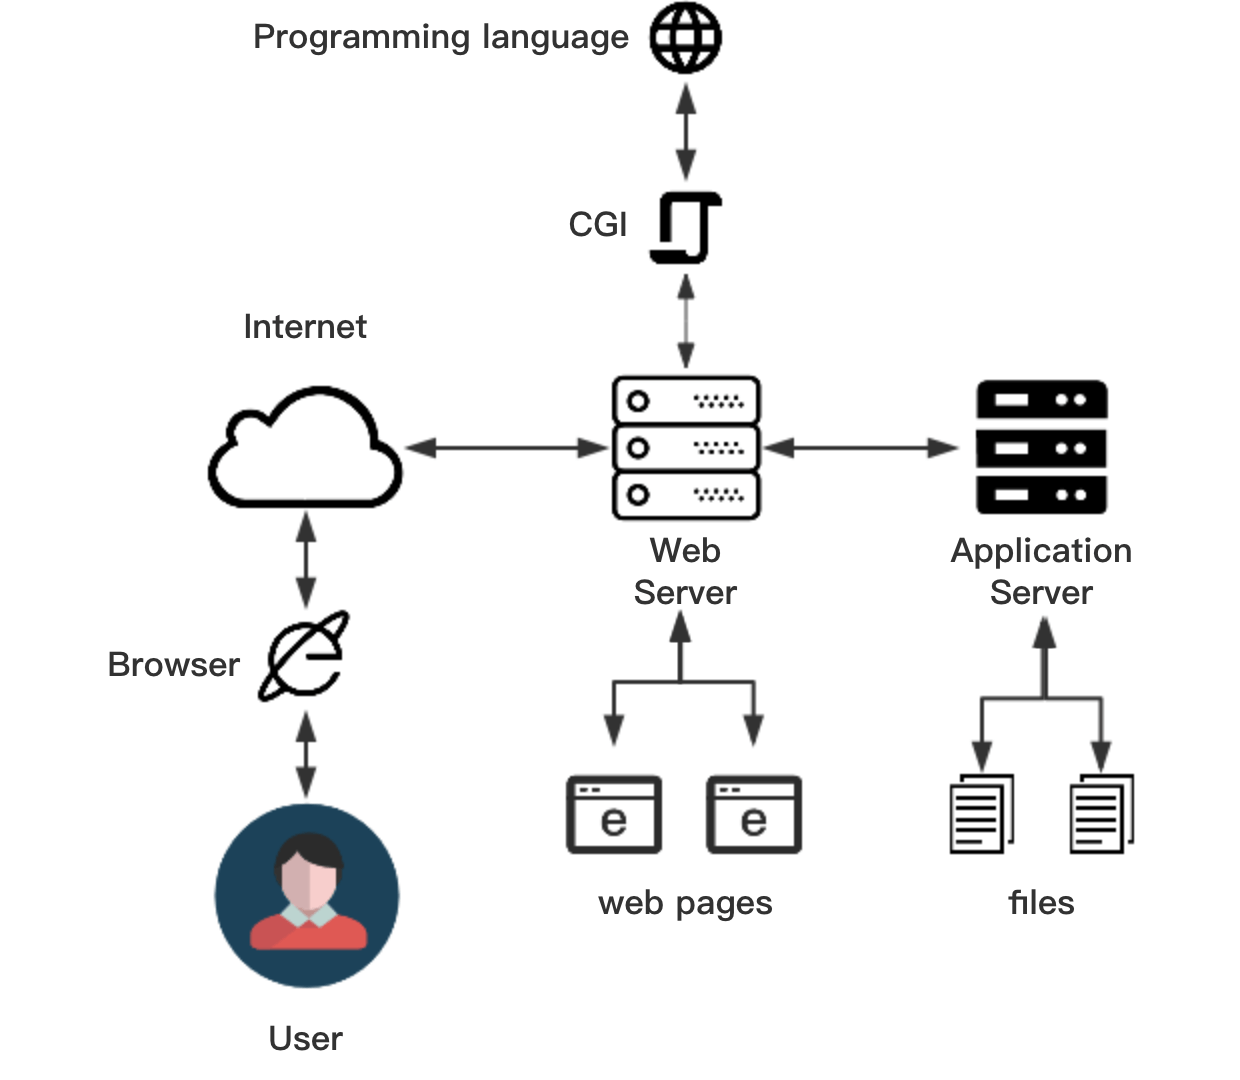 Programming language
CGI
Internet
Web
Server
Application
Server
Browser
e
e
web pages
files
User